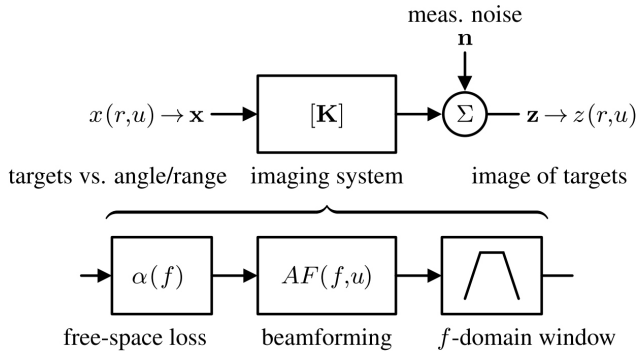 meas. noise
n
x(r,u) → x [K] Σ z → z(r,u)
targets vs. angle/range imaging system image of targets
α(f) AF(f,u)
free-space loss beamforming f-domain window